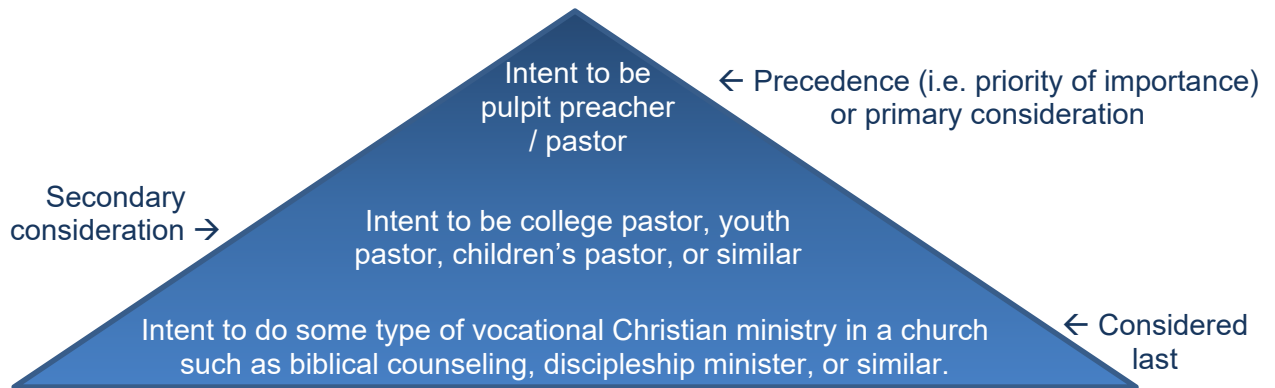 Intent to be
pulpit preacher
/ pastor
← Precedence (i.e. priority of importance)
or primary consideration
Secondary
consideration →
Intent to be college pastor, youth
pastor, children’s pastor, or similar
Intent to do some type of vocational Christian ministry in a church
such as biblical counseling, discipleship minister, or similar.
← Considered
last